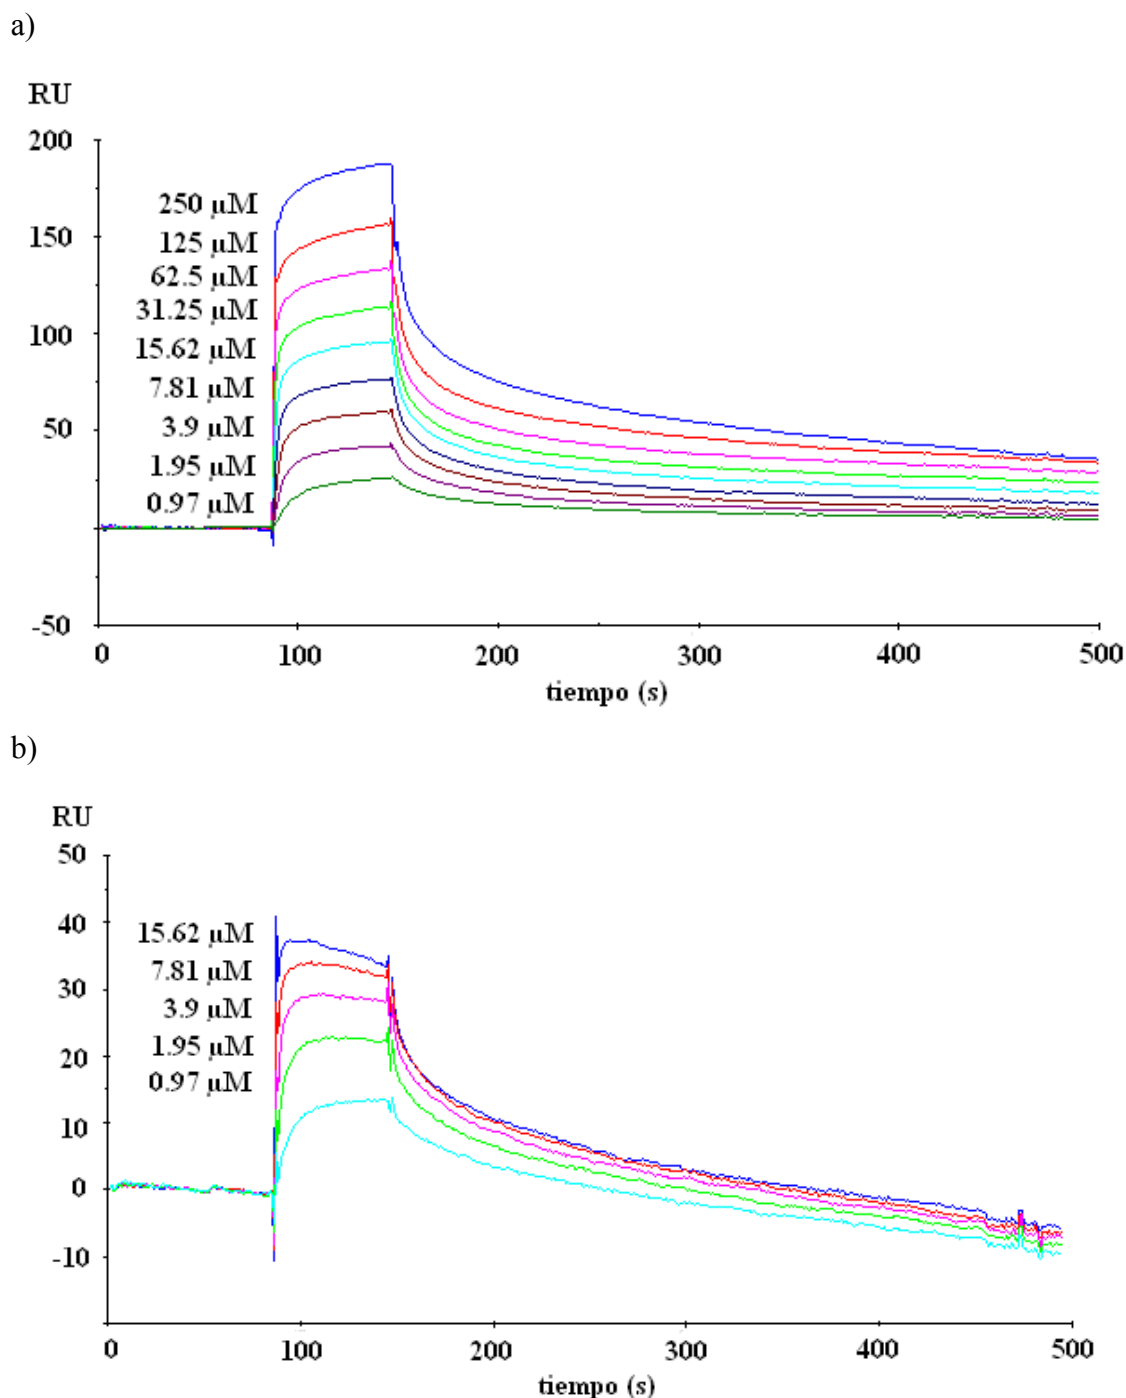 a)
RU
200
250 µM
150
125 µM
62.5 µM
31.25 µM
100
15.62 µM
7.81 µM
50
3.9 µM
1.95 µM
0.97 µM
0
-50
0 100 200 300 400 500
tiempo (s)
b)
RU
50
40
15.62 µM
7.81 µM
30
3.9 µM
1.95 µM
20
0.97 µM
10
0
-10
0 100 200 300 400 500
tiempo (s)